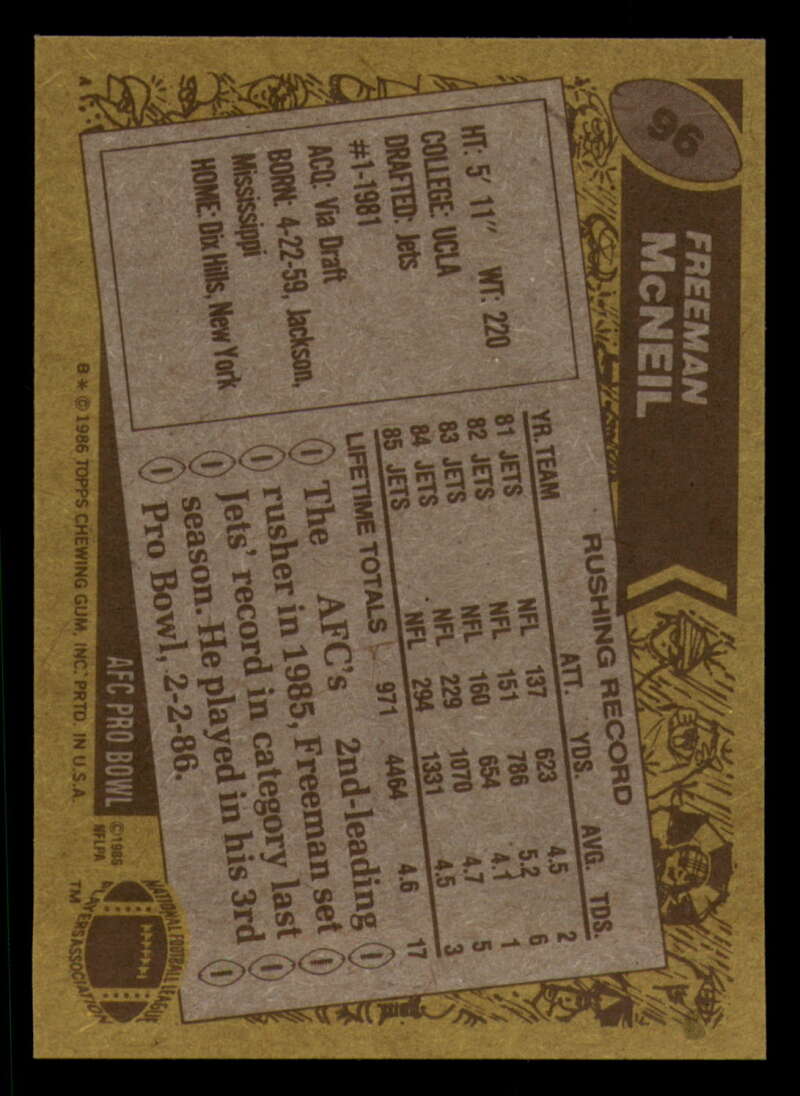 96
FREEMAN
McNEIL
HT: 5' 11" WT: 220
COLLEGE: UCLA
DRAFTED: Jets
#1-1981
ACQ: Via Draft
BORN: 4-22-59, Jackson,
Mississippi
HOME: Dix Hills, New York
RUSHING RECORD
YR. TEAM ATT. YDS. AVG. TDS.
81 JETS NFL 137 623 4.5 2
82 JETS NFL 151 786 5.2 6
83 JETS NFL 160 654 4.1 1
84 JETS NFL 229 1070 4.7 5
85 JETS NFL 294 1331 4.5 3
LIFETIME TOTALS 971 4464 4.6 17
The AFC's 2nd-leading
rusher in 1985, Freeman set
Jets' record in category last
season. He played in his 3rd
Pro Bowl, 2-2-86.
AFC PRO BOWL
©1986
NFLPA
B * © 1986 TOPPS CHEWING GUM, INC. PRTD. IN U.S.A.
NATIONAL FOOTBALL LEAGUE
PLAYERS ASSOCIATION
TM